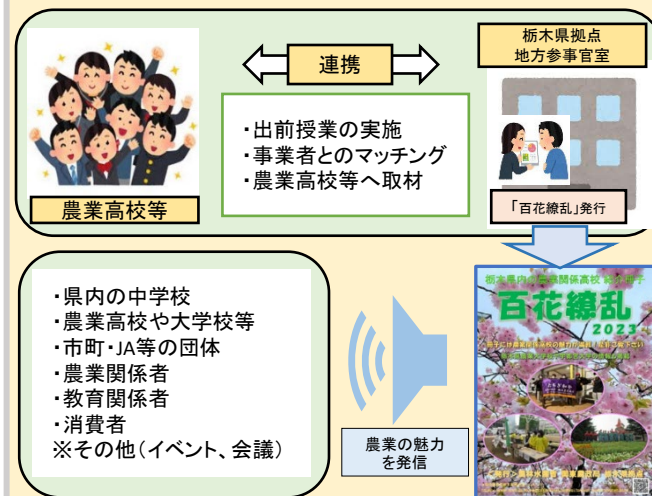 栃木県拠点
地方参事官室
連携
・出前授業の実施
・事業者とのマッチング
・農業高校等へ取材
農業高校等
「百花繚乱」発行
・県内の中学校
・農業高校や大学校等
・市町・JA等の団体
・農業関係者
・教育関係者
・消費者
※その他（イベント、会議）
農業の魅力
を発信
百花繚乱
2023